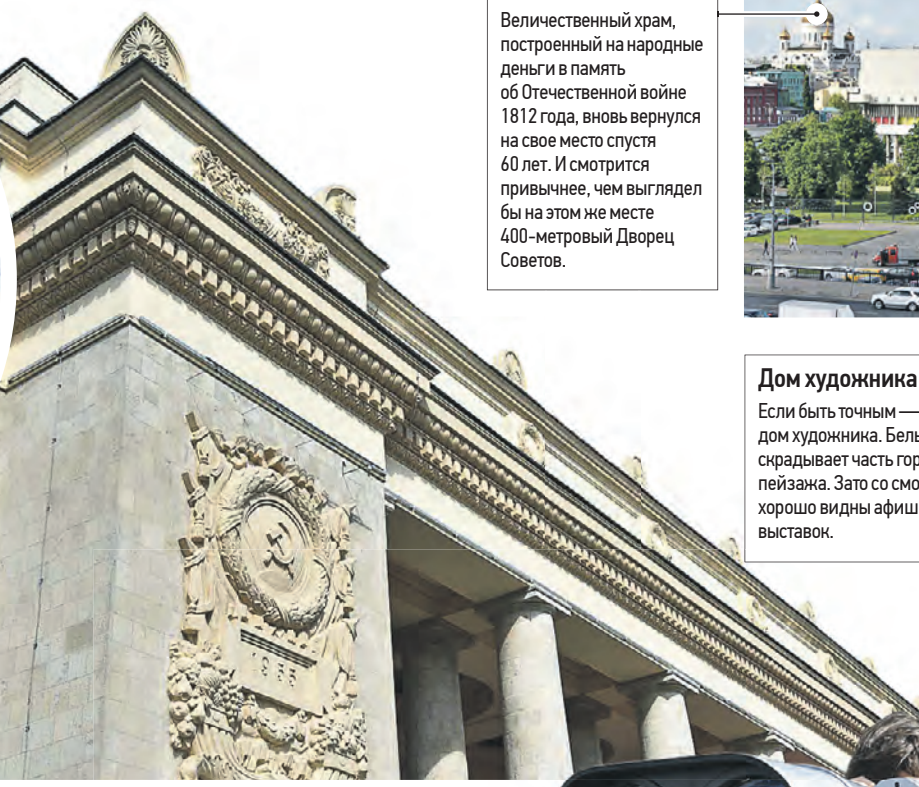 Величественный храм,
построенный на народные
деньги в память
об Отечественной войне
1812 года, вновь вернулся
на свое место спустя
60 лет. И смотрится
привычнее, чем выглядел
бы на этом же месте
400-метровый Дворец
Советов.
Дом художника
Если быть точным —
дом художника. Бель
скрадывает часть гор
пейзажа. Зато со смо
хорошо видны афиш
выставок.
1955